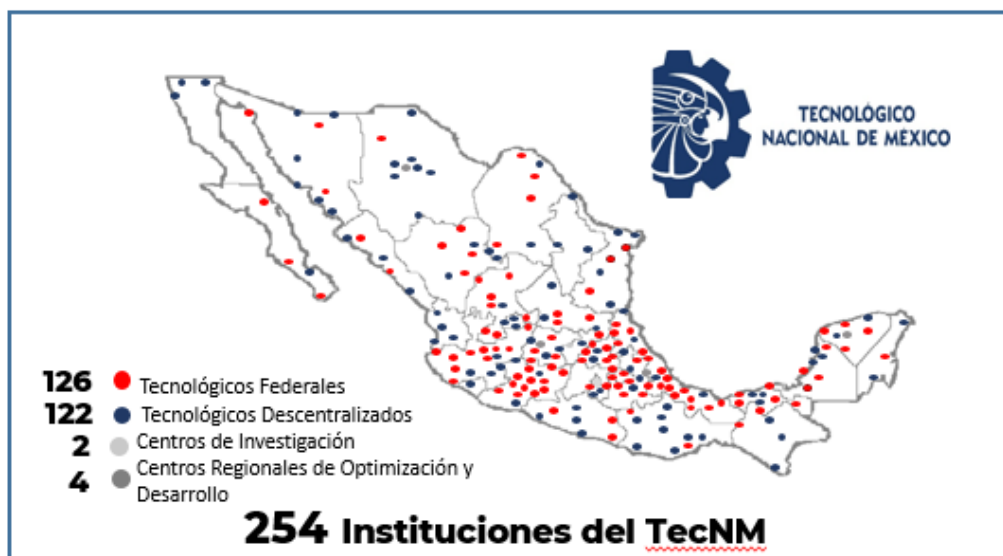 TECNOLÓGICO
NACIONAL DE MÉXICO
126 Tecnológicos Federales
122 Tecnológicos Descentralizados
2 Centros de Investigación
4 Centros Regionales de Optimización y
Desarrollo
254 Instituciones del TecNM